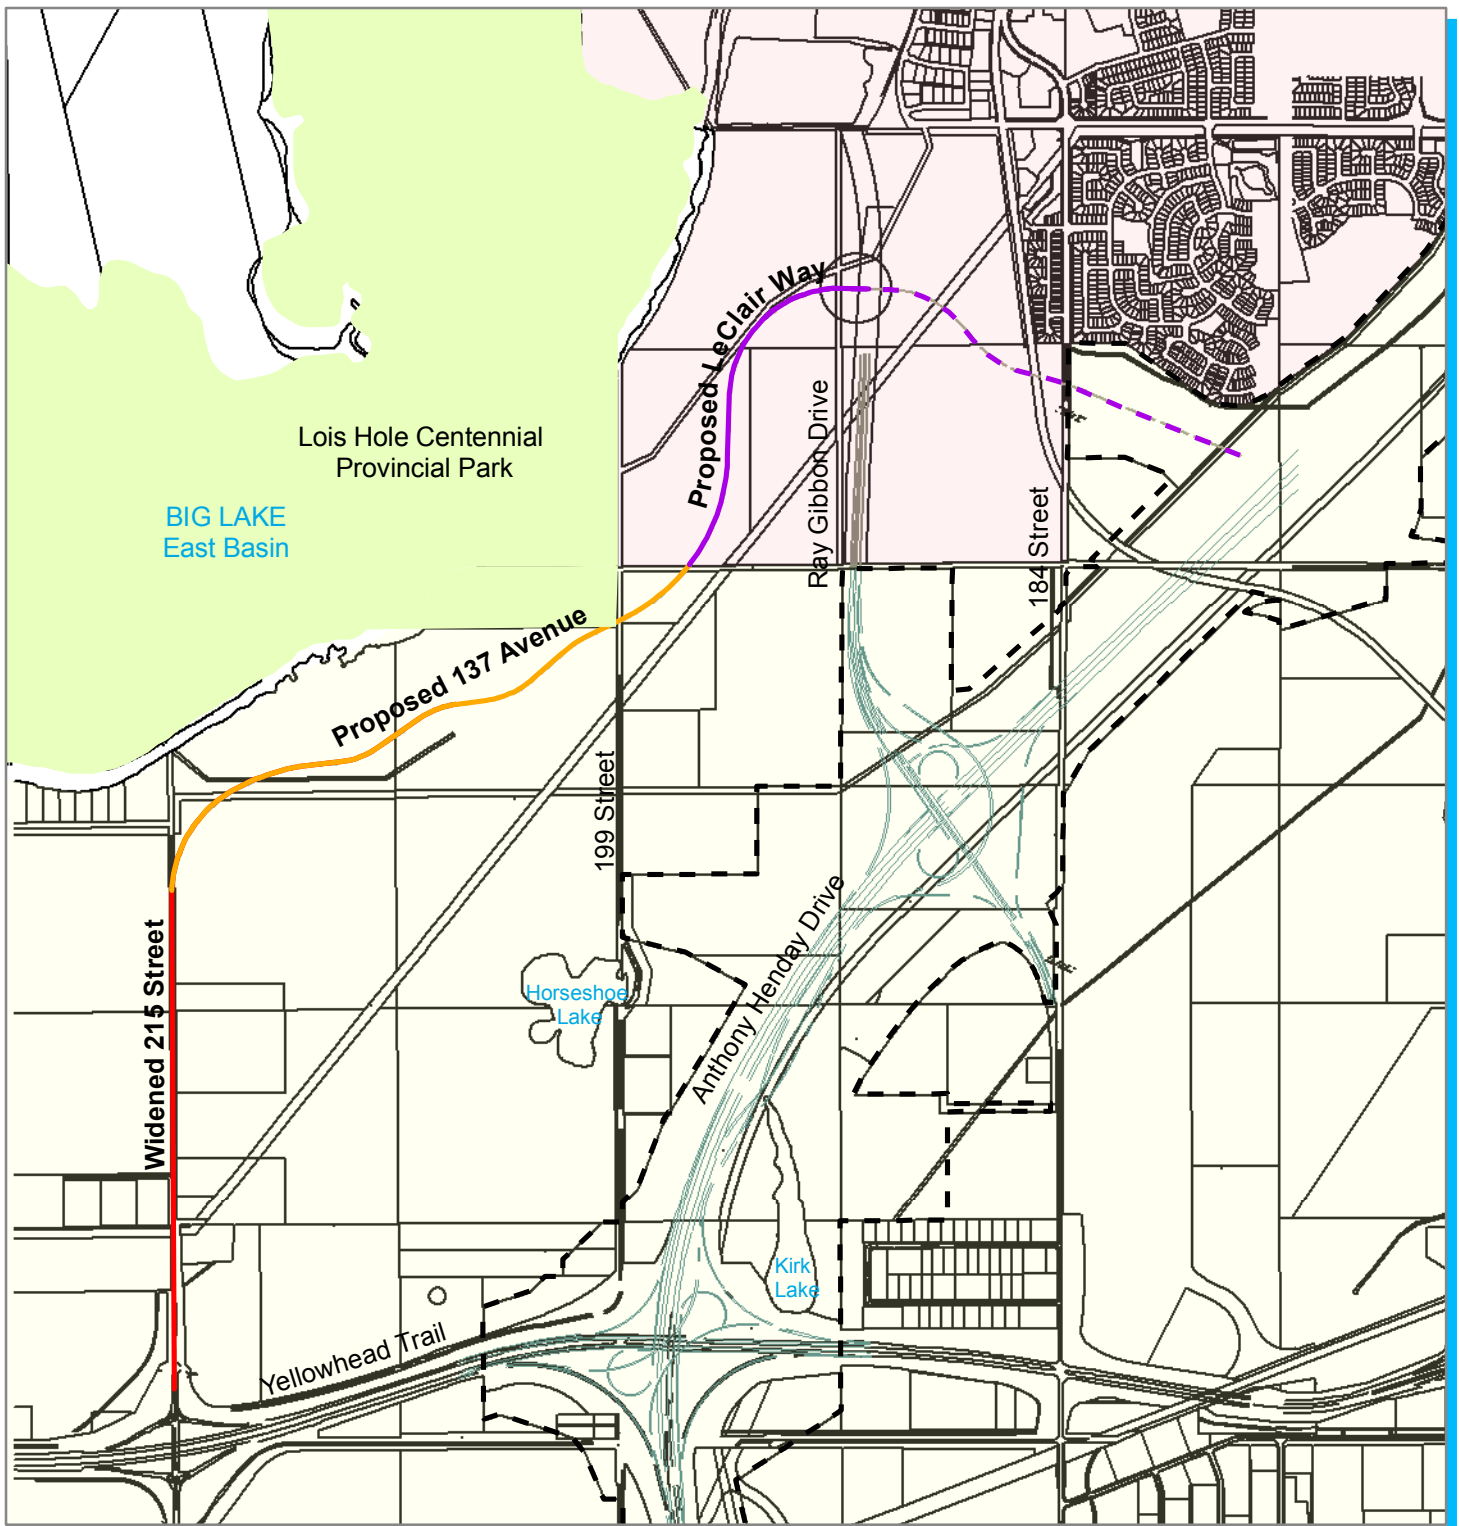 Proposed LeClair Way
Ray Gibbon Drive
Lois Hole Centennial
Provincial Park
BIG LAKE
East Basin
184 Street
Proposed 137 Avenue
199 Street
Anthony Henday Drive
Widened 215 Street
Horseshoe
Lake
Kirk
Lake
Yellowhead Trail